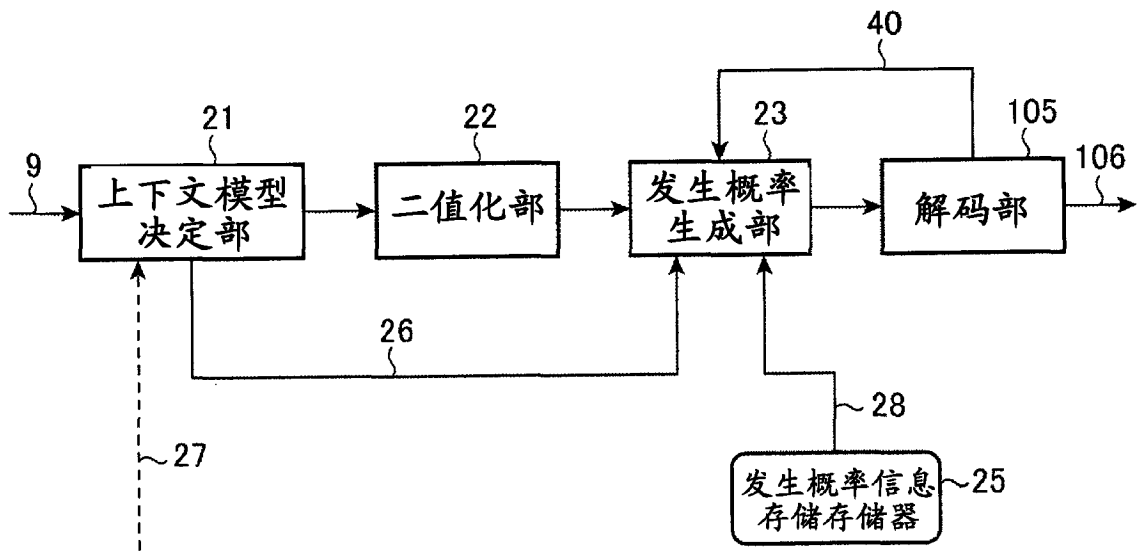 40
21
22
23
105
9
106
上下文模型
决定部
二值化部
发生概率
生成部
解码部
26
28
27
发生概率信息
存储存储器
25